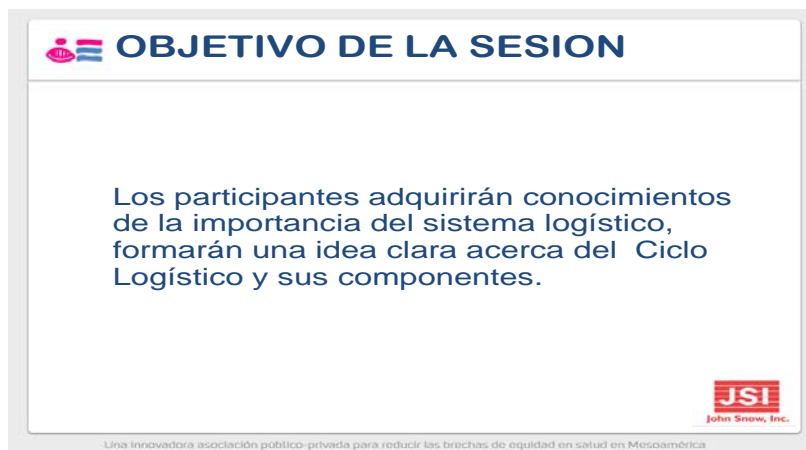 OBJETIVO DE LA SESION
Los participantes adquirirán conocimientos
de la importancia del sistema logístico,
formarán una idea clara acerca del Ciclo
Logístico y sus componentes.
JSI
John Snow, Inc.
Una innovadora asociación público-privada para reducir las brechas de equidad en salud en Mesoamérica